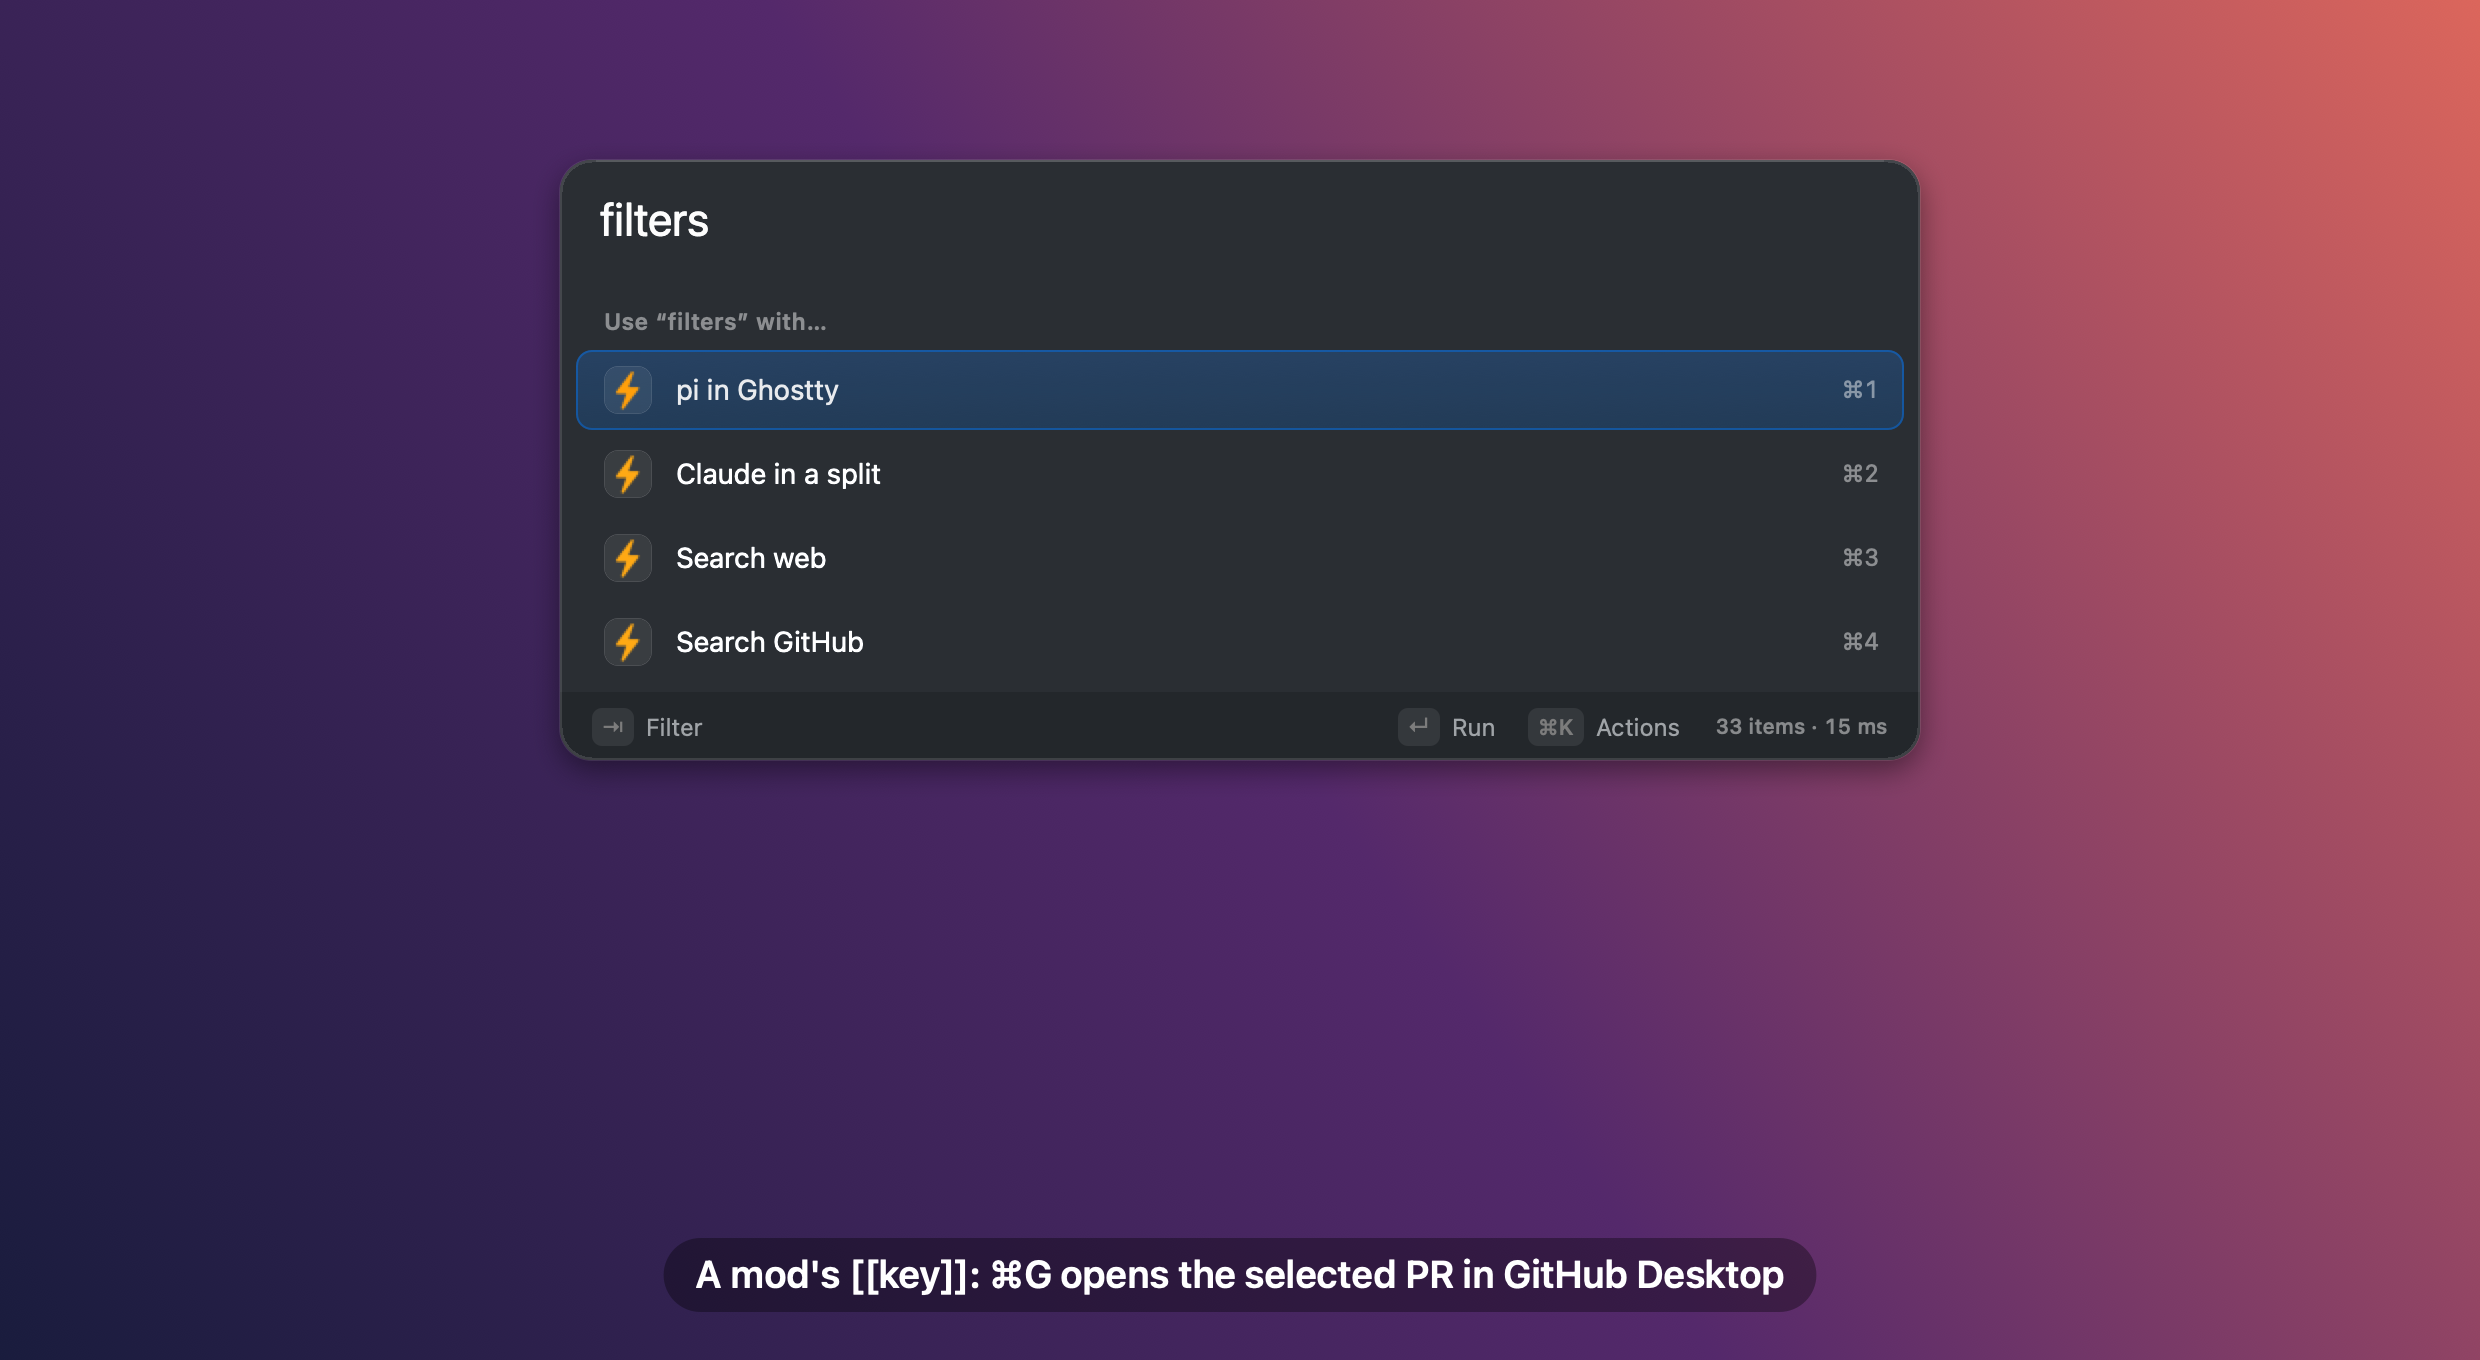 filters
Use “filters” with…
pi in Ghostty ⌘1
Claude in a split ⌘2
Search web ⌘3
Search GitHub ⌘4
⇥ Filter ↵ Run ⌘K Actions 33 items · 15 ms
A mod's [[key]]: ⌘G opens the selected PR in GitHub Desktop